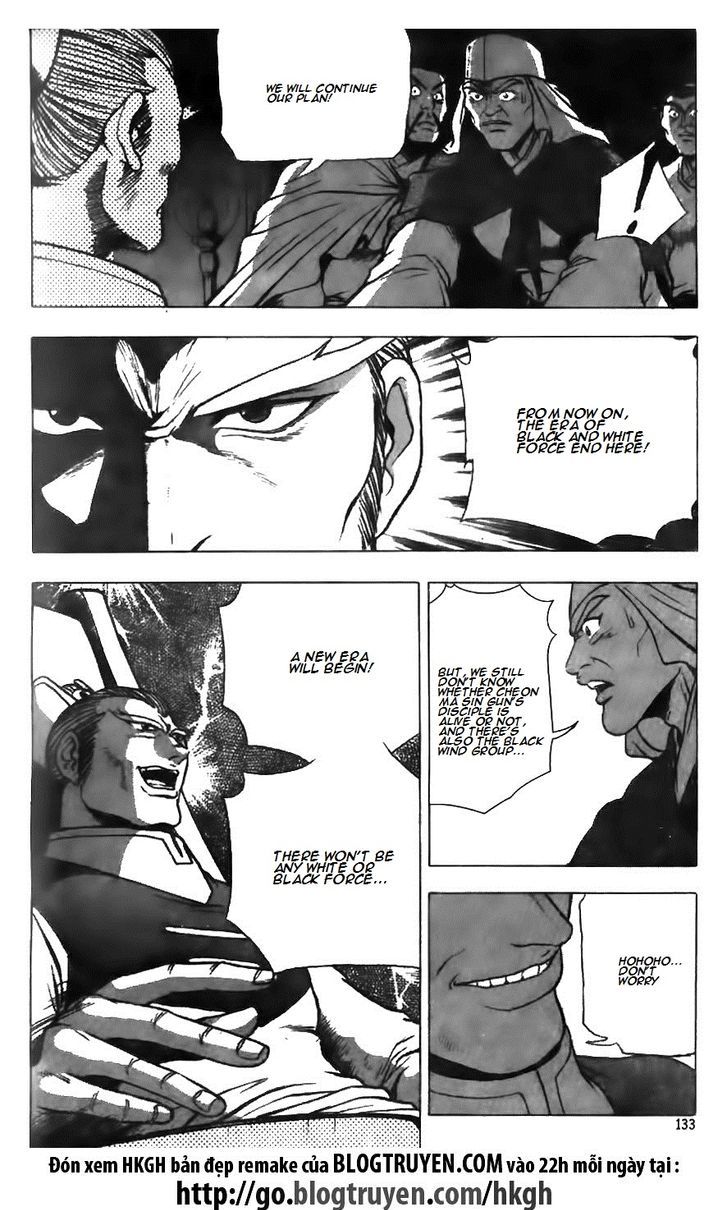 WE WILL CONTINUE
OUR PLAN!
!
FROM NOW ON,
THE ERA OF
BLACK AND WHITE
FORCE END HERE!
A NEW ERA
WILL BEGIN!
THERE WON'T BE
ANY WHITE OR
BLACK FORCE...
BUT, WE STILL
DON'T KNOW
WHETHER CHEON
MA SIN GUN'S
DISCIPLE IS
ALIVE OR NOT,
AND THERE'S
ALSO THE BLACK
WIND GROUP...
HOHOHO...
DON'T
WORRY
133
Đón xem HKGH bản đẹp remake của BLOGTRUYEN.COM vào 22h mỗi ngày tại :
http://go.blogtruyen.com/hkgh